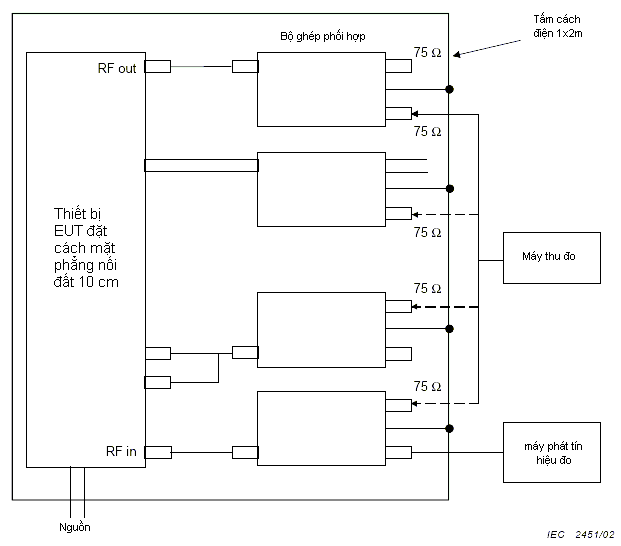 Tấm cách
điện 1x2m
Bộ ghép phối hợp
75 Ω
RF out
75 Ω
Thiết bị
EUT đặt
cách mặt
phẳng nối
đất 10 cm
75 Ω
Máy thu đo
75 Ω
75 Ω
RF in
máy phát tín
hiệu đo
Nguồn
IEC 2451/02